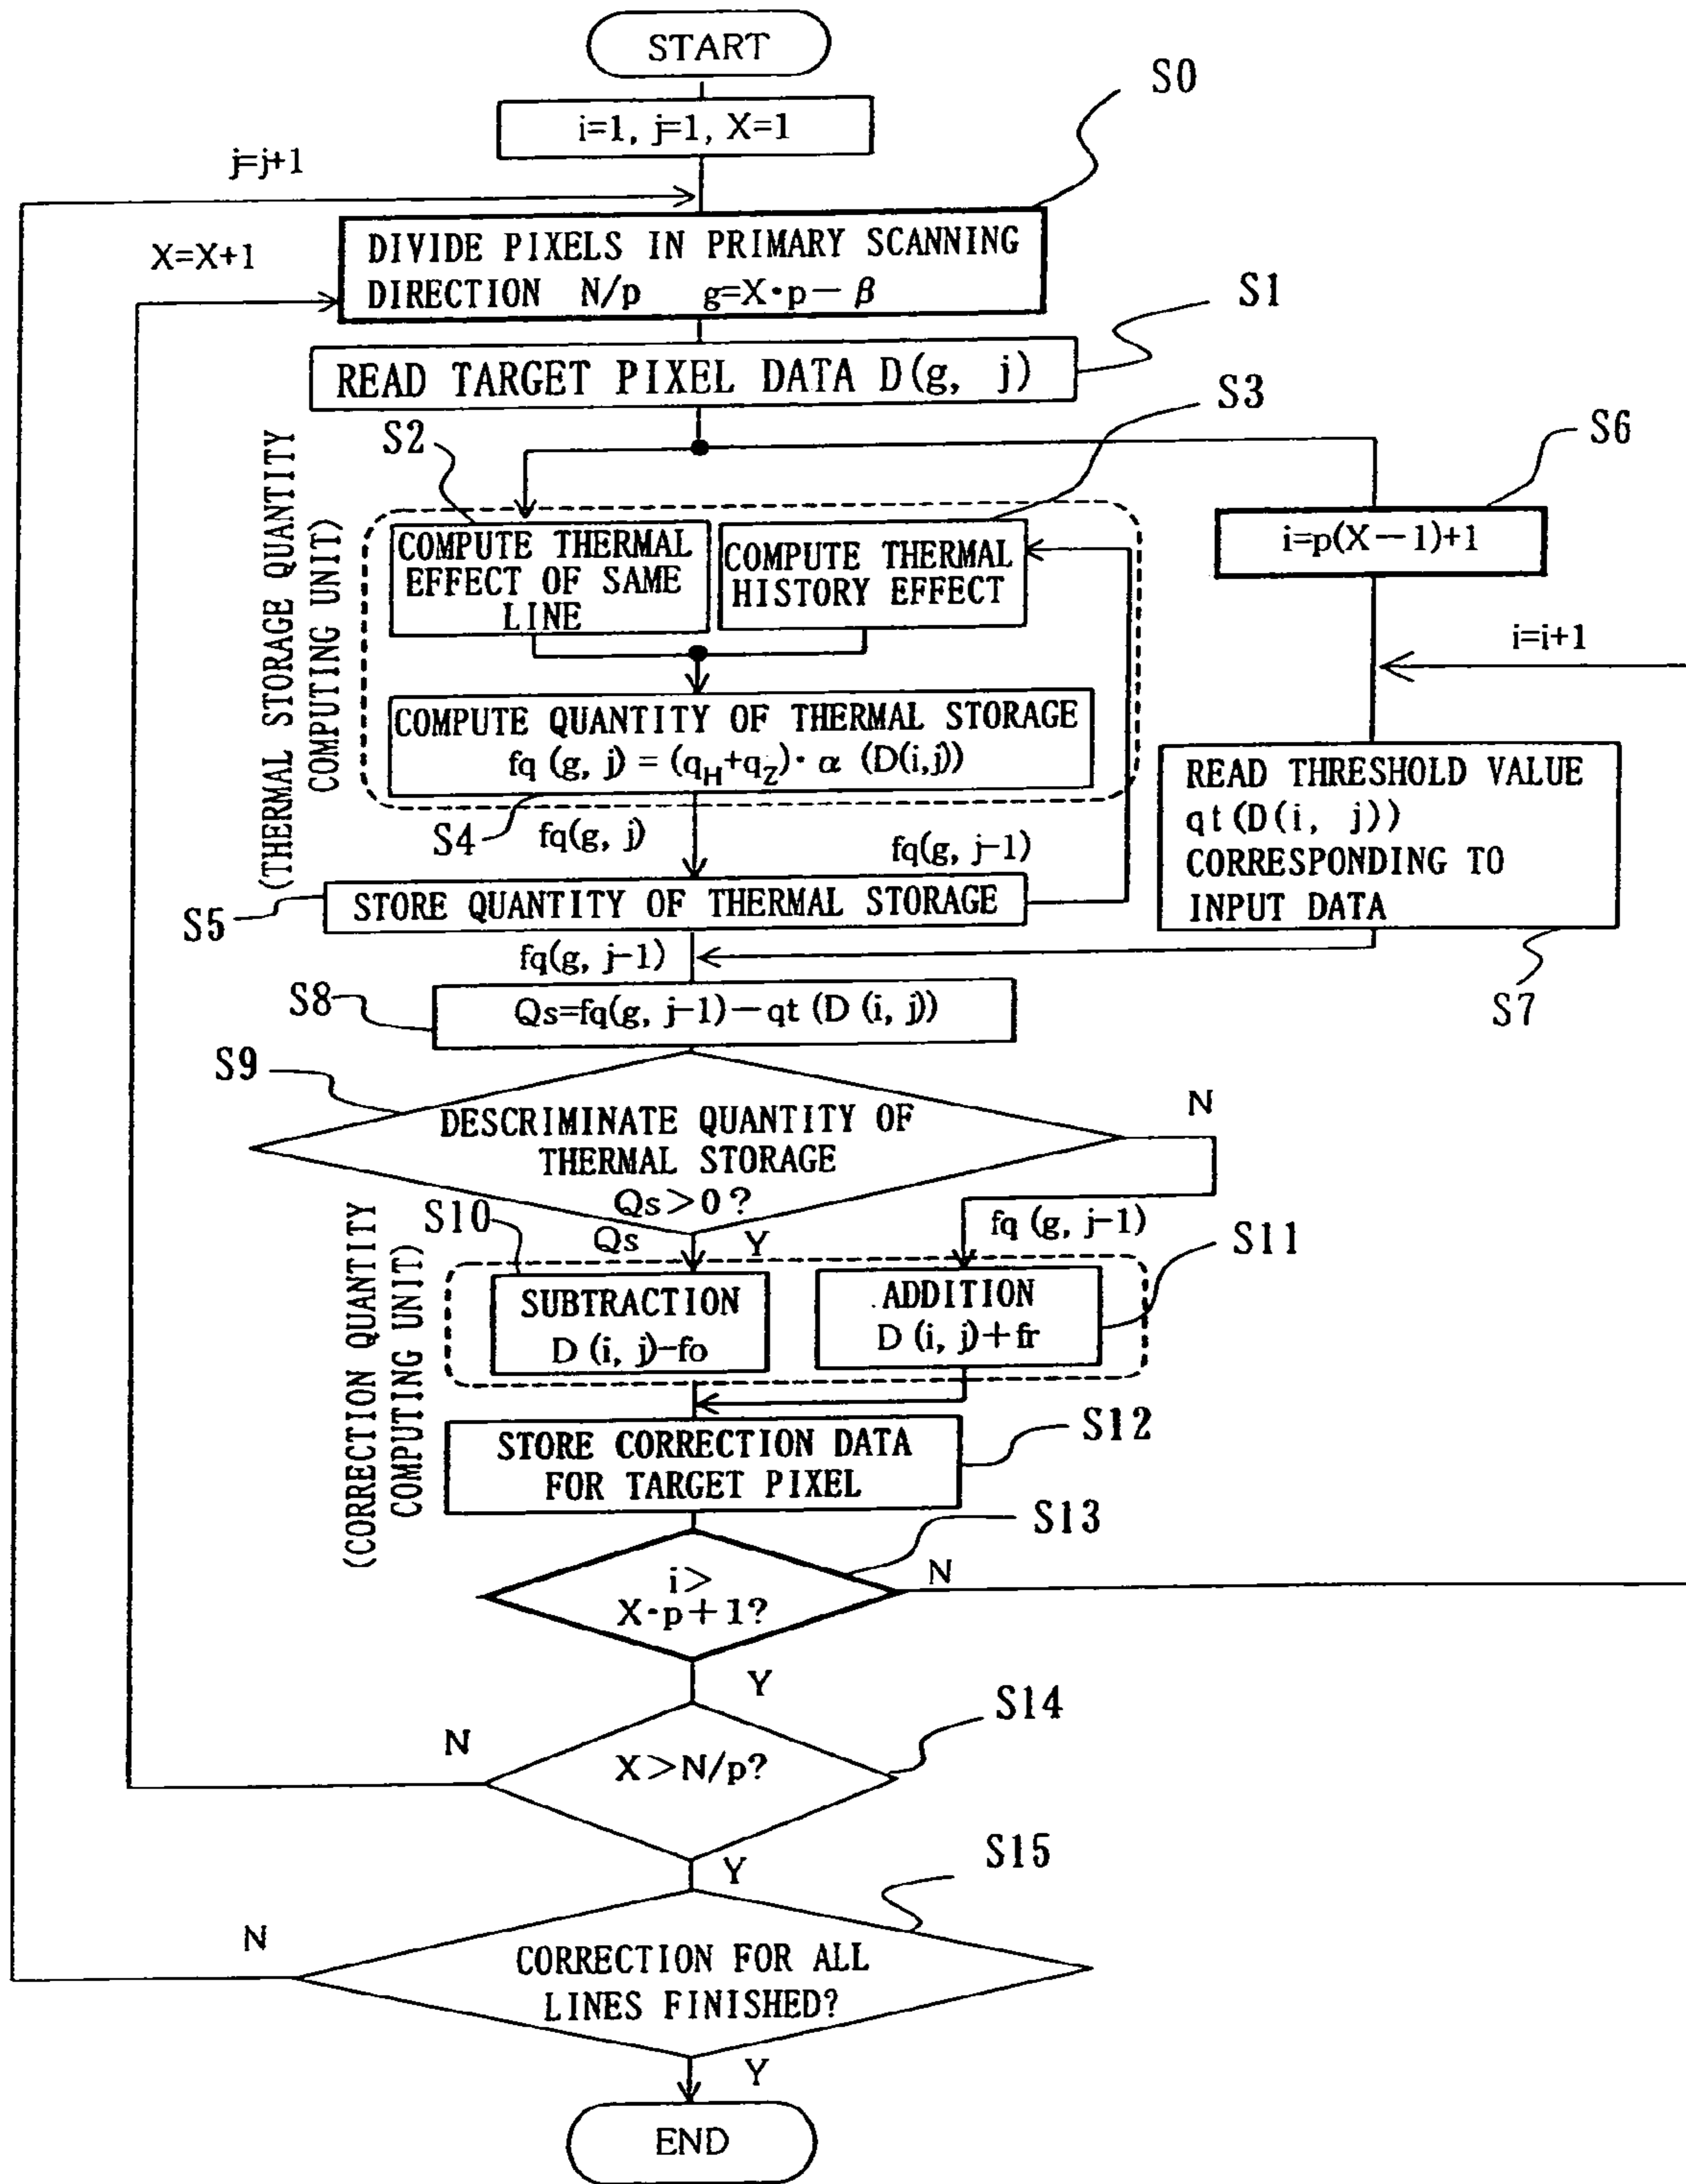 START
i=1, j=1, X=1
S0
j=j+1
X=X+1
DIVIDE PIXELS IN PRIMARY SCANNING
DIRECTION N/p g=X·p－β
S1
READ TARGET PIXEL DATA D(g, j)
S2
S3
S6
(THERMAL STORAGE QUANTITY
COMPUTING UNIT)
COMPUTE THERMAL
EFFECT OF SAME
LINE
COMPUTE THERMAL
HISTORY EFFECT
i=p(X－1)+1
i=i+1
COMPUTE QUANTITY OF THERMAL STORAGE
fq (g, j) = (qH+qZ)· α (D(i,j))
READ THRESHOLD VALUE
qt(D(i, j))
CORRESPONDING TO
INPUT DATA
S4
fq(g, j)
fq(g, j-1)
S5
STORE QUANTITY OF THERMAL STORAGE
fq(g, j-1)
S7
S8
Qs=fq(g, j-1)－qt (D (i, j))
S9
DESCRIMINATE QUANTITY OF
THERMAL STORAGE
Qs＞0?
N
S10
Qs
Y
fq (g, j-1)
S11
(CORRECTION QUANTITY
COMPUTING UNIT)
SUBTRACTION
D (i, j)-fo
ADDITION
D (i, j)+fr
S12
STORE CORRECTION DATA
FOR TARGET PIXEL
S13
i＞
X·p+1?
N
Y
S14
X＞N/p?
N
Y
S15
CORRECTION FOR ALL
LINES FINISHED?
N
Y
END